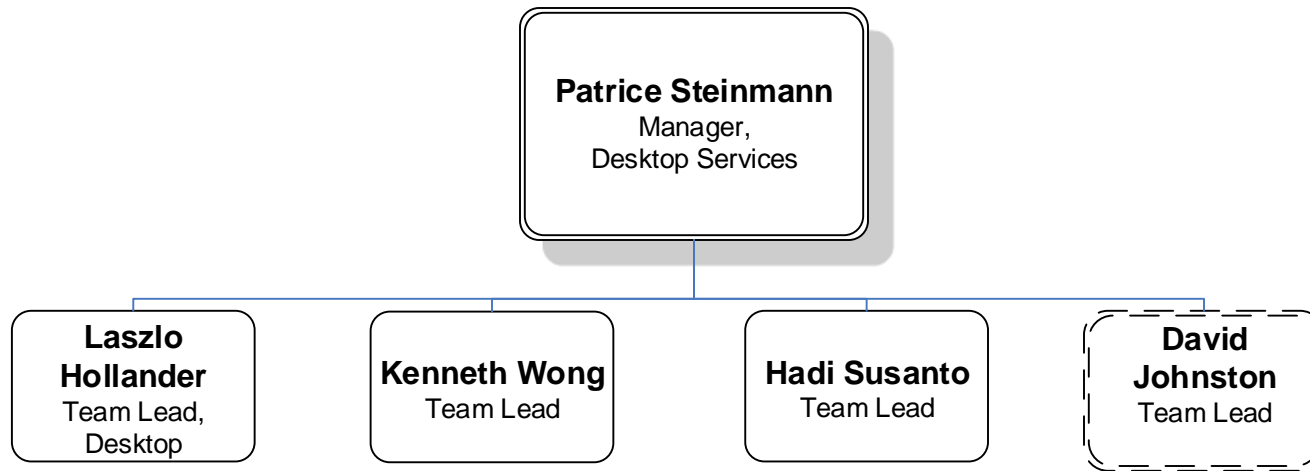 Patrice Steinmann
Manager,
Desktop Services
Laszlo
Hollander
Team Lead,
Desktop
Kenneth Wong
Team Lead
Hadi Susanto
Team Lead
David
Johnston
Team Lead